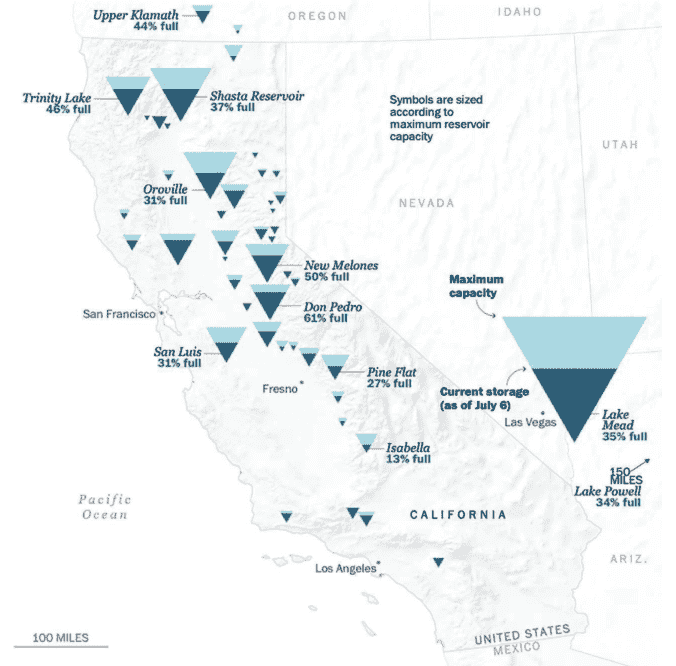 Upper Klamath
44% full
OREGON
IDAHO
Trinity Lake
46% full
Shasta Reservoir
37% full
Symbols are sized
according to
maximum reservoir
capacity
UTAH
Oroville
31% full
NEVADA
New Melones
50% full
Maximum
capacity
Don Pedro
61% full
San Francisco
San Luis
31% full
Pine Flat
27% full
Fresno
Current storage
(as of July 6)
Las Vegas
Lake
Mead
35% full
Isabella
13% full
150
MILES
Lake Powell
34% full
Pacific
Ocean
CALIFORNIA
ARIZ.
Los Angeles
100 MILES
UNITED STATES
MEXICO